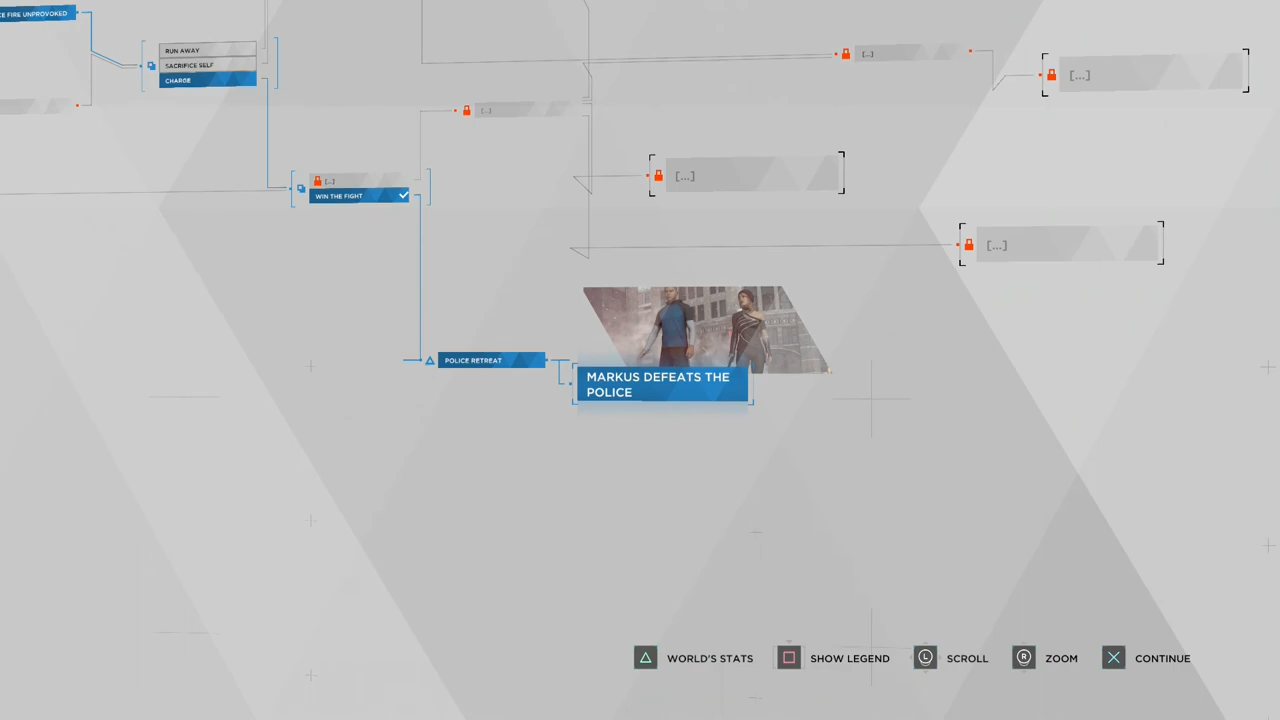 CE FIRE UNPROVOKED
RUN AWAY
SACRIFICE SELF
CHARGE
[...]
[...]
[...]
[...]
[...]
WIN THE FIGHT
[...]
POLICE RETREAT
MARKUS DEFEATS THE
POLICE
WORLD'S STATS
SHOW LEGEND
L
SCROLL
R
ZOOM
CONTINUE